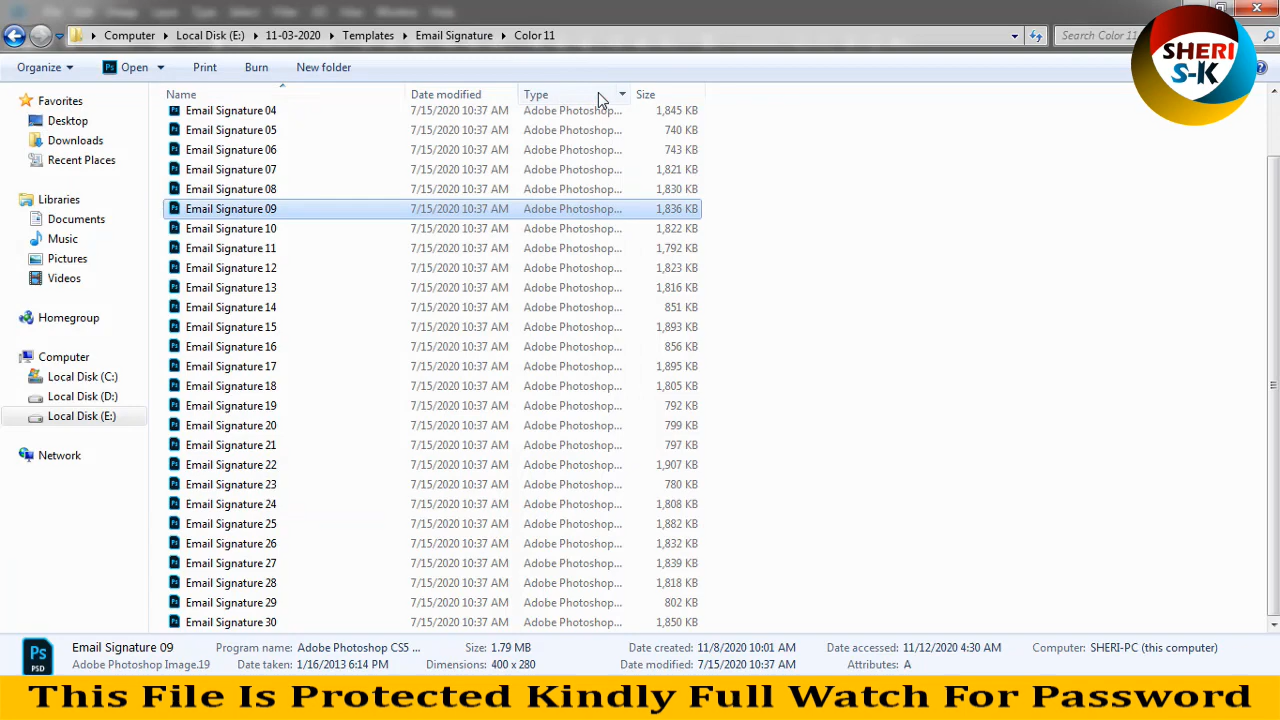 Computer Local Disk (E:) 11-03-2020 Templates Email Signature Color 11
Search Color 11
Organize Open Print Burn New folder
Name Date modified Type Size
Favorites
Desktop
Downloads
Recent Places
Libraries
Documents
Music
Pictures
Videos
Homegroup
Computer
Local Disk (C:)
Local Disk (D:)
Local Disk (E:)
Network
Email Signature 04 7/15/2020 10:37 AM Adobe Photoshop... 1,845 KB
Email Signature 05 7/15/2020 10:37 AM Adobe Photoshop... 740 KB
Email Signature 06 7/15/2020 10:37 AM Adobe Photoshop... 743 KB
Email Signature 07 7/15/2020 10:37 AM Adobe Photoshop... 1,821 KB
Email Signature 08 7/15/2020 10:37 AM Adobe Photoshop... 1,830 KB
Email Signature 09 7/15/2020 10:37 AM Adobe Photoshop... 1,836 KB
Email Signature 10 7/15/2020 10:37 AM Adobe Photoshop... 1,822 KB
Email Signature 11 7/15/2020 10:37 AM Adobe Photoshop... 1,792 KB
Email Signature 12 7/15/2020 10:37 AM Adobe Photoshop... 1,823 KB
Email Signature 13 7/15/2020 10:37 AM Adobe Photoshop... 1,816 KB
Email Signature 14 7/15/2020 10:37 AM Adobe Photoshop... 851 KB
Email Signature 15 7/15/2020 10:37 AM Adobe Photoshop... 1,893 KB
Email Signature 16 7/15/2020 10:37 AM Adobe Photoshop... 856 KB
Email Signature 17 7/15/2020 10:37 AM Adobe Photoshop... 1,895 KB
Email Signature 18 7/15/2020 10:37 AM Adobe Photoshop... 1,805 KB
Email Signature 19 7/15/2020 10:37 AM Adobe Photoshop... 792 KB
Email Signature 20 7/15/2020 10:37 AM Adobe Photoshop... 799 KB
Email Signature 21 7/15/2020 10:37 AM Adobe Photoshop... 797 KB
Email Signature 22 7/15/2020 10:37 AM Adobe Photoshop... 1,907 KB
Email Signature 23 7/15/2020 10:37 AM Adobe Photoshop... 780 KB
Email Signature 24 7/15/2020 10:37 AM Adobe Photoshop... 1,808 KB
Email Signature 25 7/15/2020 10:37 AM Adobe Photoshop... 1,882 KB
Email Signature 26 7/15/2020 10:37 AM Adobe Photoshop... 1,832 KB
Email Signature 27 7/15/2020 10:37 AM Adobe Photoshop... 1,839 KB
Email Signature 28 7/15/2020 10:37 AM Adobe Photoshop... 1,818 KB
Email Signature 29 7/15/2020 10:37 AM Adobe Photoshop... 802 KB
Email Signature 30 7/15/2020 10:37 AM Adobe Photoshop... 1,850 KB
SHERI
S-K
Ps
PSD
Email Signature 09 Program name: Adobe Photoshop CS5 ... Size: 1.79 MB Date created: 11/8/2020 10:01 AM Date accessed: 11/12/2020 4:30 AM Computer: SHERI-PC (this computer)
Adobe Photoshop Image.19 Date taken: 1/16/2013 6:14 PM Dimensions: 400 x 280 Date modified: 7/15/2020 10:37 AM Attributes: A
This File Is Protected Kindly Full Watch For Password